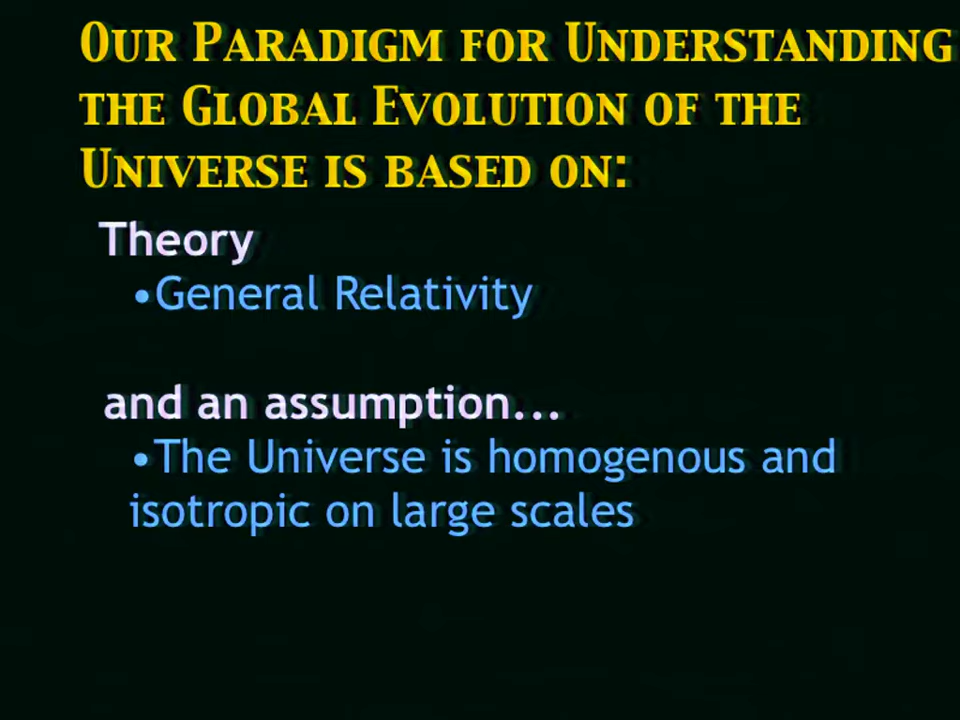 Our Paradigm for Understanding
the Global Evolution of the
Universe is based on:
Theory
•General Relativity
and an assumption...
•The Universe is homogenous and
isotropic on large scales